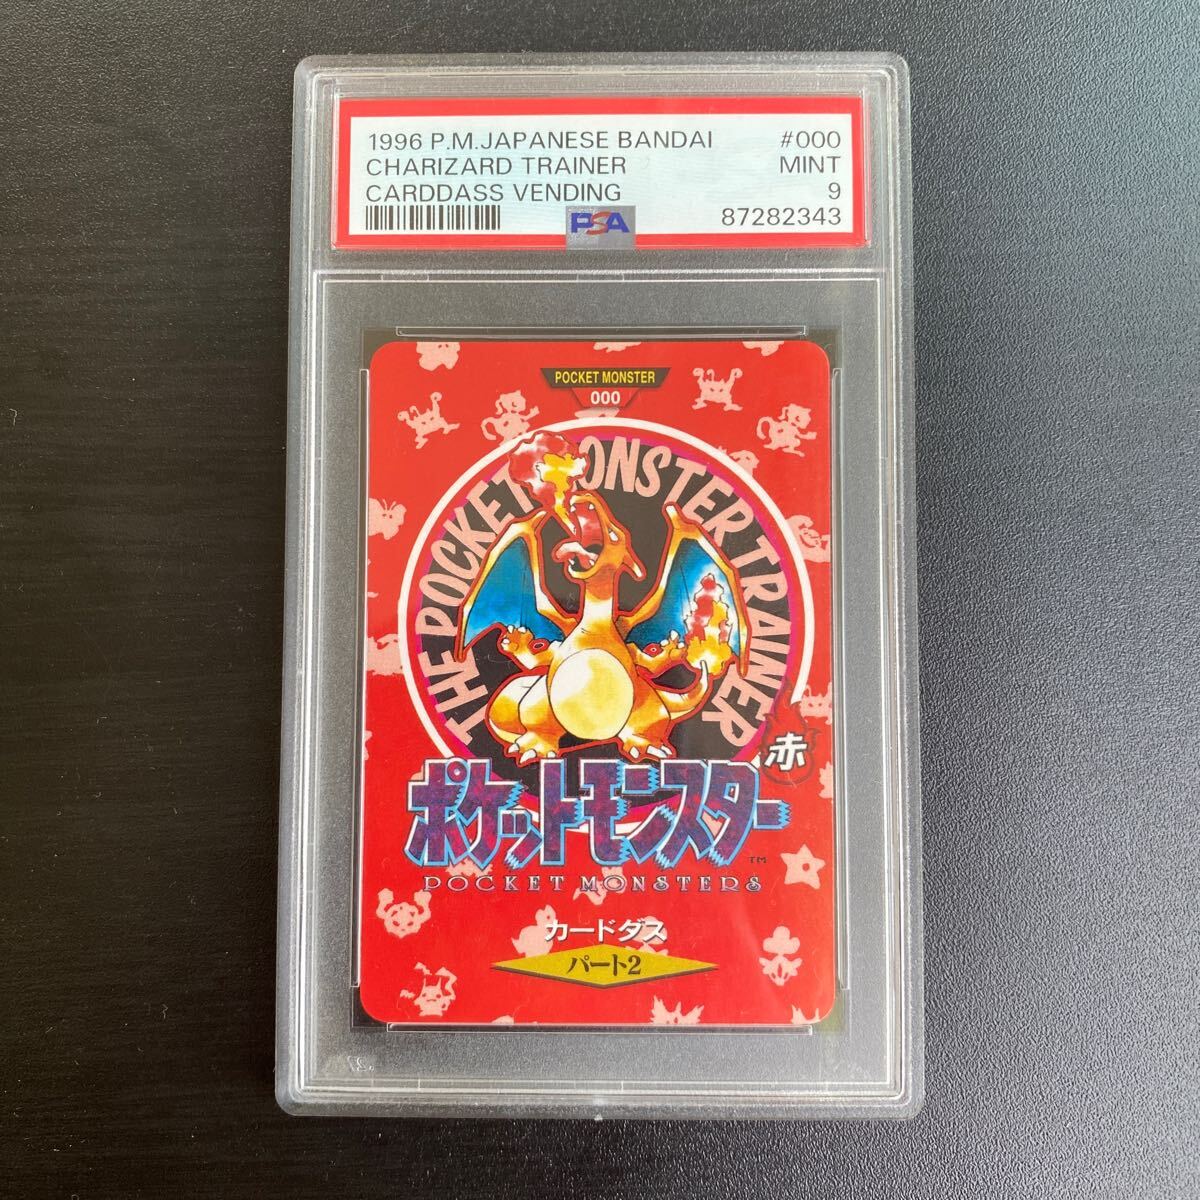 1996 P.M.JAPANESE BANDAI #000
CHARIZARD TRAINER MINT
CARDDASS VENDING 9
PSA 87282343
POCKET MONSTER
000
THE POCKET MONSTER TRAINER
赤
ポケットモンスター
TM
POCKET MONSTERS
カードダス
パート2